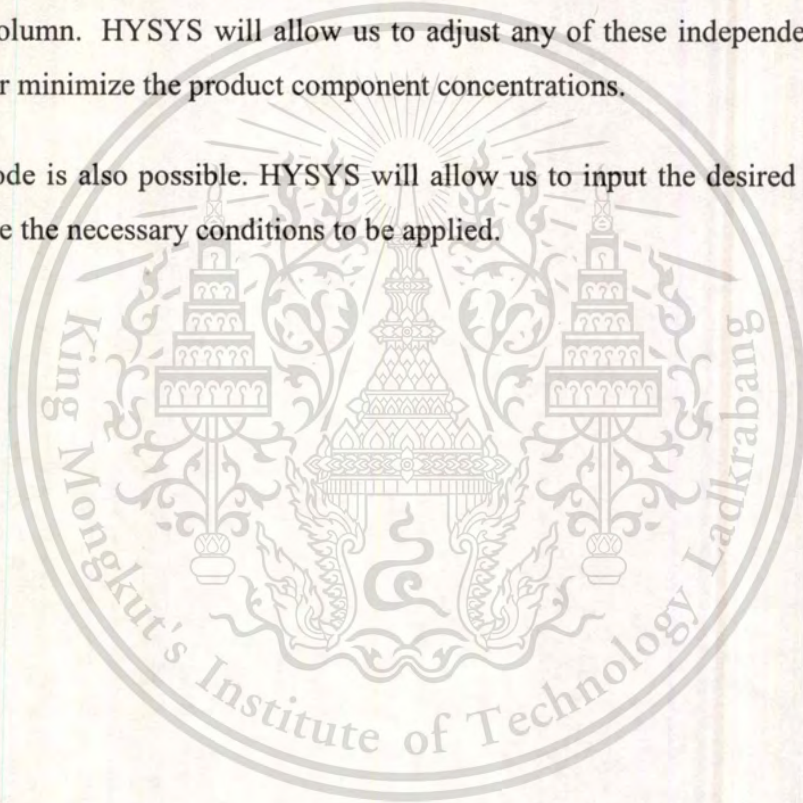 olumn. HYSYS will allow us to adjust any of these independe
r minimize the product component concentrations.
ode is also possible. HYSYS will allow us to input the desired
e the necessary conditions to be applied.
King Mongkut's Institute of Technology Ladkrabang